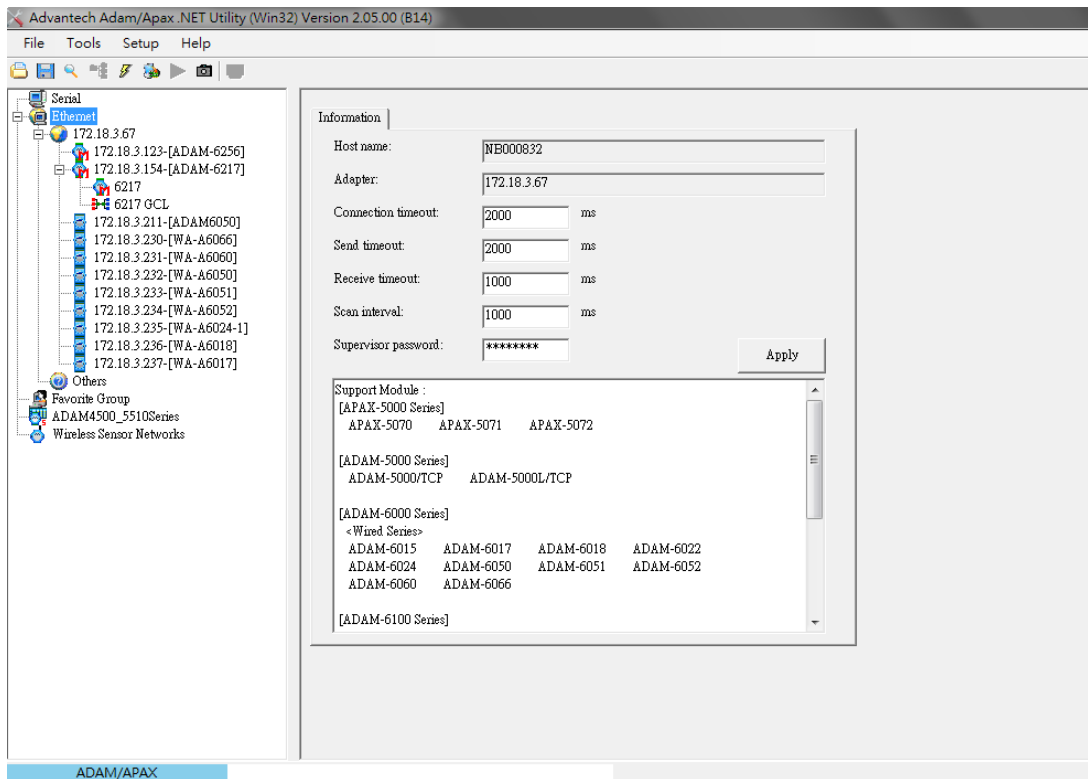 Advantech Adam/Apax .NET Utility (Win32) Version 2.05.00 (B14)
File Tools Setup Help
Serial
Ethernet
172.18.3.67
172.18.3.123-[ADAM-6256]
172.18.3.154-[ADAM-6217]
6217
6217 GCL
172.18.3.211-[ADAM6050]
172.18.3.230-[WA-A6066]
172.18.3.231-[WA-A6060]
172.18.3.232-[WA-A6050]
172.18.3.233-[WA-A6051]
172.18.3.234-[WA-A6052]
172.18.3.235-[WA-A6024-1]
172.18.3.236-[WA-A6018]
172.18.3.237-[WA-A6017]
Others
Favorite Group
ADAM4500_5510Series
Wireless Sensor Networks
Information
Host name: NB000832
Adapter: 172.18.3.67
Connection timeout: 2000 ms
Send timeout: 2000 ms
Receive timeout: 1000 ms
Scan interval: 1000 ms
Supervisor password: ********
Apply
Support Module :
[APAX-5000 Series]
APAX-5070 APAX-5071 APAX-5072
[ADAM-5000 Series]
ADAM-5000/TCP ADAM-5000L/TCP
[ADAM-6000 Series]
<Wired Series>
ADAM-6015 ADAM-6017 ADAM-6018 ADAM-6022
ADAM-6024 ADAM-6050 ADAM-6051 ADAM-6052
ADAM-6060 ADAM-6066
[ADAM-6100 Series]
ADAM/APAX